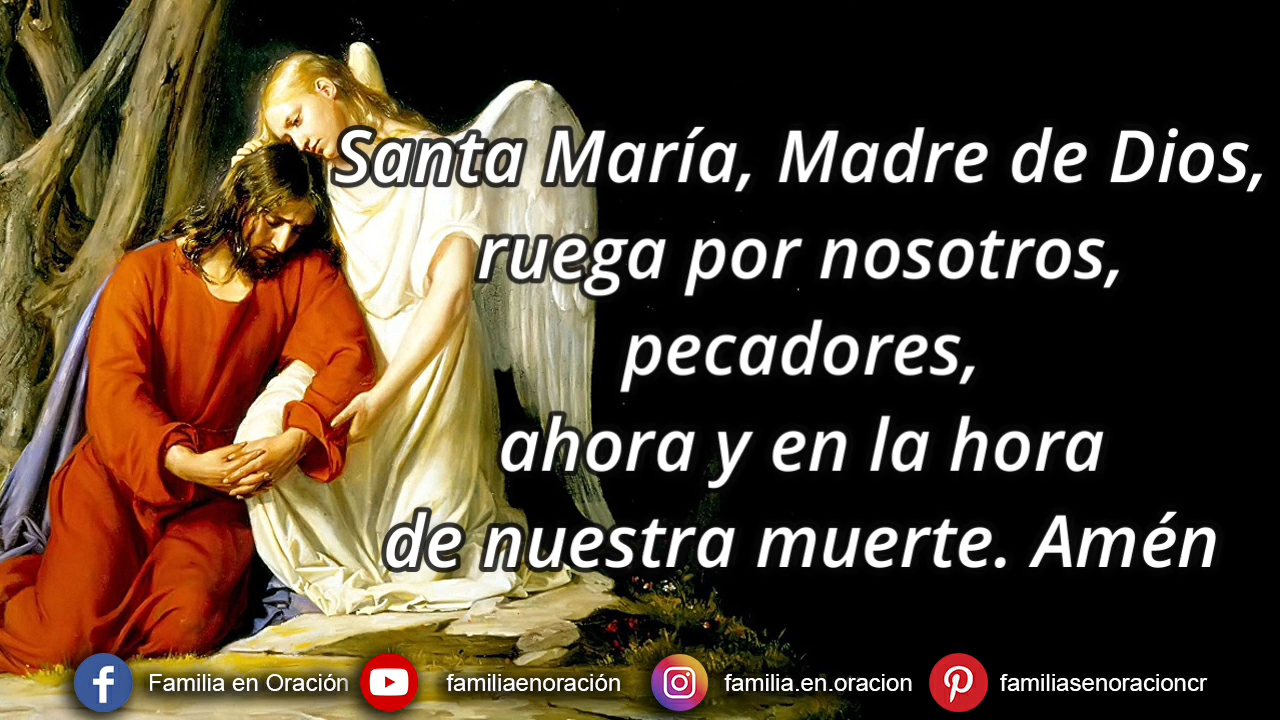 Santa María, Madre de Dios,
ruega por nosotros,
pecadores,
ahora y en la hora
de nuestra muerte. Amén
Familia en Oración familiaenoración familia.en.oracion familiasenoracioncr